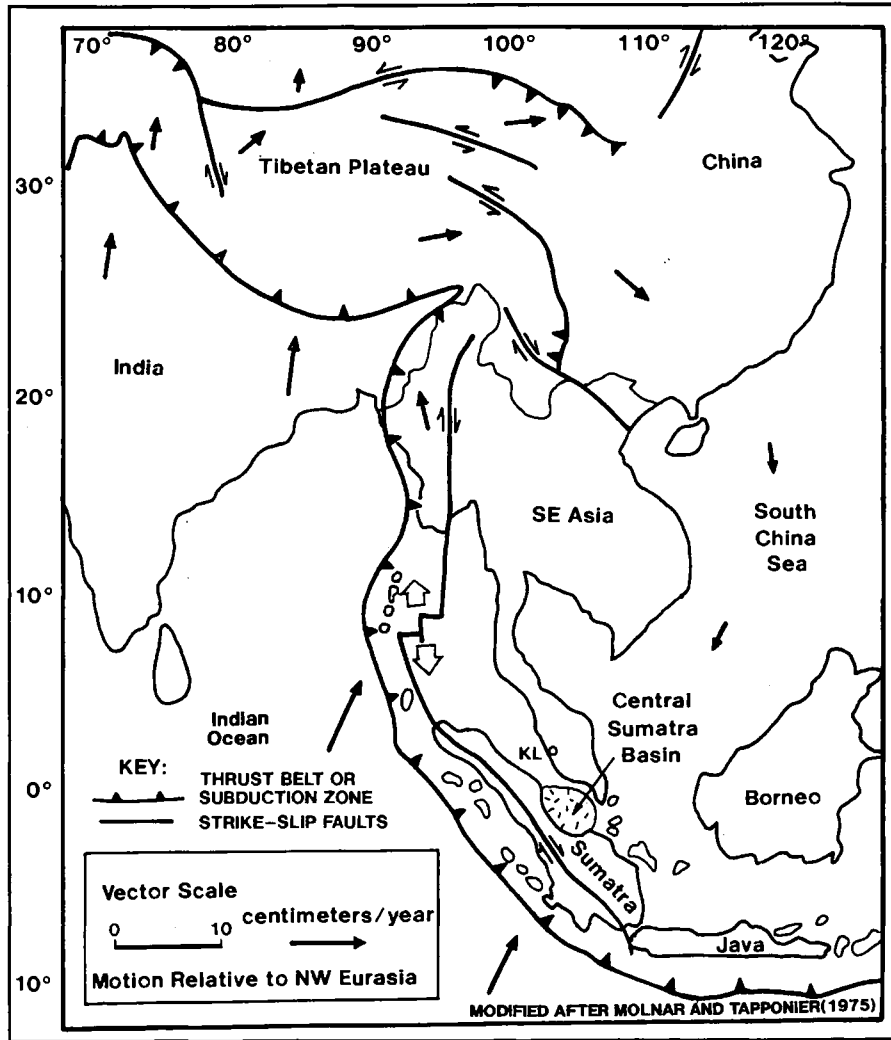 70° 80° 90° 100° 110° 120°
30°
20°
10°
0°
10°
Tibetan Plateau
China
India
SE Asia
South
China
Sea
Indian
Ocean
Central
Sumatra
Basin
KL
Borneo
Sumatra
Java
KEY:
THRUST BELT OR
SUBDUCTION ZONE
STRIKE-SLIP FAULTS
Vector Scale
0 10
centimeters/year
Motion Relative to NW Eurasia
MODIFIED AFTER MOLNAR AND TAPPONIER(1975)